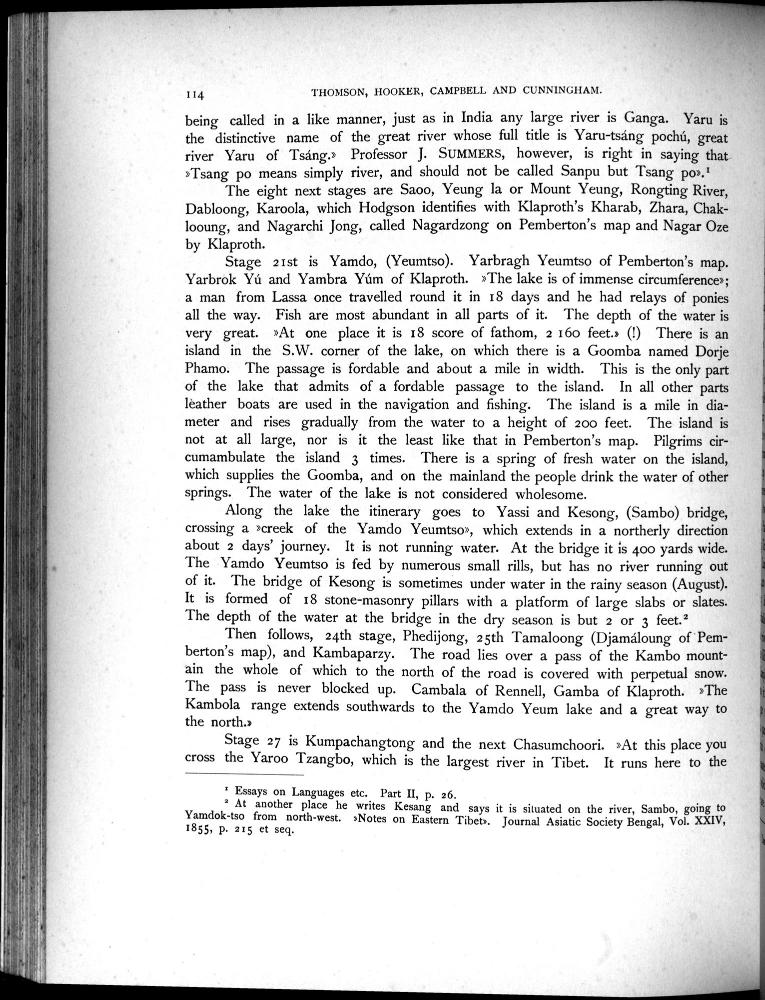 114 THOMSON, HOOKER, CAMPBELL AND CUNNINGHAM.
being called in a like manner, just as in India any large river is Ganga. Yaru is
the distinctive name of the great river whose full title is Yaru-tsáng pochú, great
river Yaru of Tsáng.» Professor J. SUMMERS, however, is right in saying that
»Tsang po means simply river, and should not be called Sanpu but Tsang po».¹
The eight next stages are Saoo, Yeung la or Mount Yeung, Rongting River,
Dabloong, Karoola, which Hodgson identifies with Klaproth's Kharab, Zhara, Chak-
looung, and Nagarchi Jong, called Nagardzong on Pemberton's map and Nagar Oze
by Klaproth.
Stage 21st is Yamdo, (Yeumtso). Yarbragh Yeumtso of Pemberton's map.
Yarbrok Yú and Yambra Yúm of Klaproth. »The lake is of immense circumference»;
a man from Lassa once travelled round it in 18 days and he had relays of ponies
all the way. Fish are most abundant in all parts of it. The depth of the water is
very great. »At one place it is 18 score of fathom, 2 160 feet.» (!) There is an
island in the S.W. corner of the lake, on which there is a Goomba named Dorje
Phamo. The passage is fordable and about a mile in width. This is the only part
of the lake that admits of a fordable passage to the island. In all other parts
leather boats are used in the navigation and fishing. The island is a mile in dia-
meter and rises gradually from the water to a height of 200 feet. The island is
not at all large, nor is it the least like that in Pemberton's map. Pilgrims cir-
cumambulate the island 3 times. There is a spring of fresh water on the island,
which supplies the Goomba, and on the mainland the people drink the water of other
springs. The water of the lake is not considered wholesome.
Along the lake the itinerary goes to Yassi and Kesong, (Sambo) bridge,
crossing a »creek of the Yamdo Yeumtso», which extends in a northerly direction
about 2 days' journey. It is not running water. At the bridge it is 400 yards wide.
The Yamdo Yeumtso is fed by numerous small rills, but has no river running out
of it. The bridge of Kesong is sometimes under water in the rainy season (August).
It is formed of 18 stone-masonry pillars with a platform of large slabs or slates.
The depth of the water at the bridge in the dry season is but 2 or 3 feet.²
Then follows, 24th stage, Phedijong, 25th Tamaloong (Djamáloung of Pem-
berton's map), and Kambaparzy. The road lies over a pass of the Kambo mount-
ain the whole of which to the north of the road is covered with perpetual snow.
The pass is never blocked up. Cambala of Rennell, Gamba of Klaproth. »The
Kambola range extends southwards to the Yamdo Yeum lake and a great way to
the north.»
Stage 27 is Kumpachangtong and the next Chasumchoori. »At this place you
cross the Yaroo Tzangbo, which is the largest river in Tibet. It runs here to the
¹ Essays on Languages etc. Part II, p. 26.
² At another place he writes Kesang and says it is situated on the river, Sambo, going to
Yamdok-tso from north-west. »Notes on Eastern Tibet». Journal Asiatic Society Bengal, Vol. XXIV,
1855, p. 215 et seq.